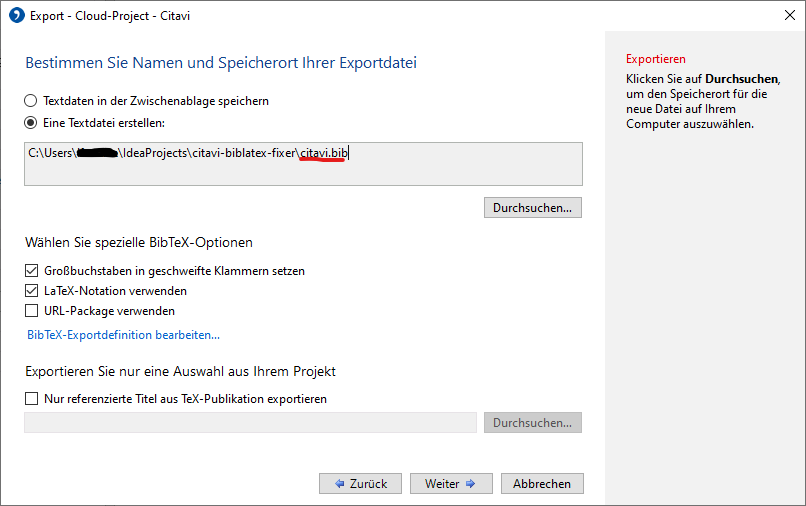 Export - Cloud-Project - Citavi
Bestimmen Sie Namen und Speicherort Ihrer Exportdatei
Textdaten in der Zwischenablage speichern
Eine Textdatei erstellen:
C:\Users\ \IdeaProjects\citavi-biblatex-fixer\citavi.bib
Durchsuchen...
Wählen Sie spezielle BibTeX-Optionen
Großbuchstaben in geschweifte Klammern setzen
LaTeX-Notation verwenden
URL-Package verwenden
BibTeX-Exportdefinition bearbeiten...
Exportieren Sie nur eine Auswahl aus Ihrem Projekt
Nur referenzierte Titel aus TeX-Publikation exportieren
Durchsuchen...
Zurück
Weiter
Abbrechen
Exportieren
Klicken Sie auf Durchsuchen,
um den Speicherort für die
neue Datei auf Ihrem
Computer auszuwählen.